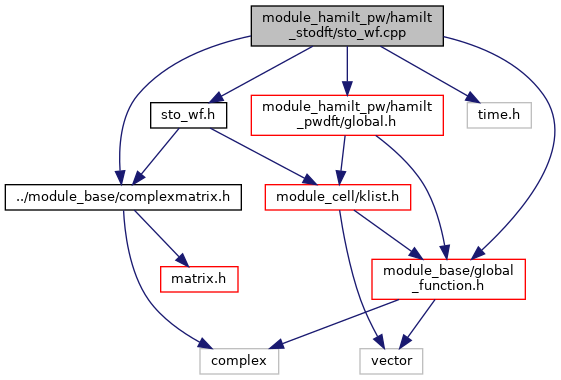 module_hamilt_pw/hamilt
_stodft/sto_wf.cpp
sto_wf.h
module_hamilt_pw/hamilt
_pwdft/global.h
time.h
../module_base/complexmatrix.h
module_cell/klist.h
matrix.h
module_base/global
_function.h
complex
vector